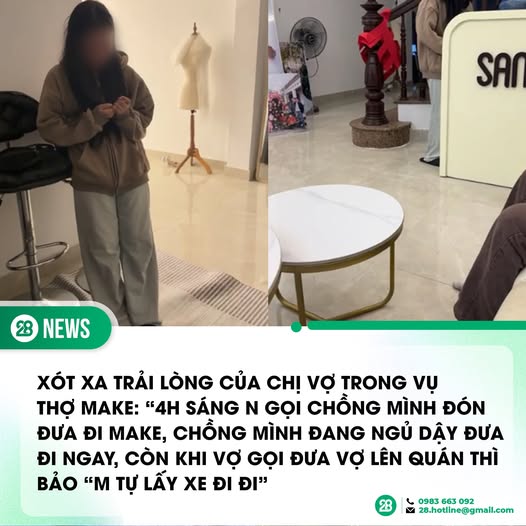 SAN
28 NEWS
XÓT XA TRẢI LÒNG CỦA CHỊ VỢ TRONG VỤ
THỢ MAKE: “4H SÁNG N GỌI CHỒNG MÌNH ĐÓN
ĐƯA ĐI MAKE, CHỒNG MÌNH ĐANG NGỦ DẬY ĐƯA
ĐI NGAY, CÒN KHI VỢ GỌI ĐƯA VỢ LÊN QUÁN THÌ
BẢO “M TỰ LẤY XE ĐI ĐI”
28
0983 663 092
28.hotline@gmail.com